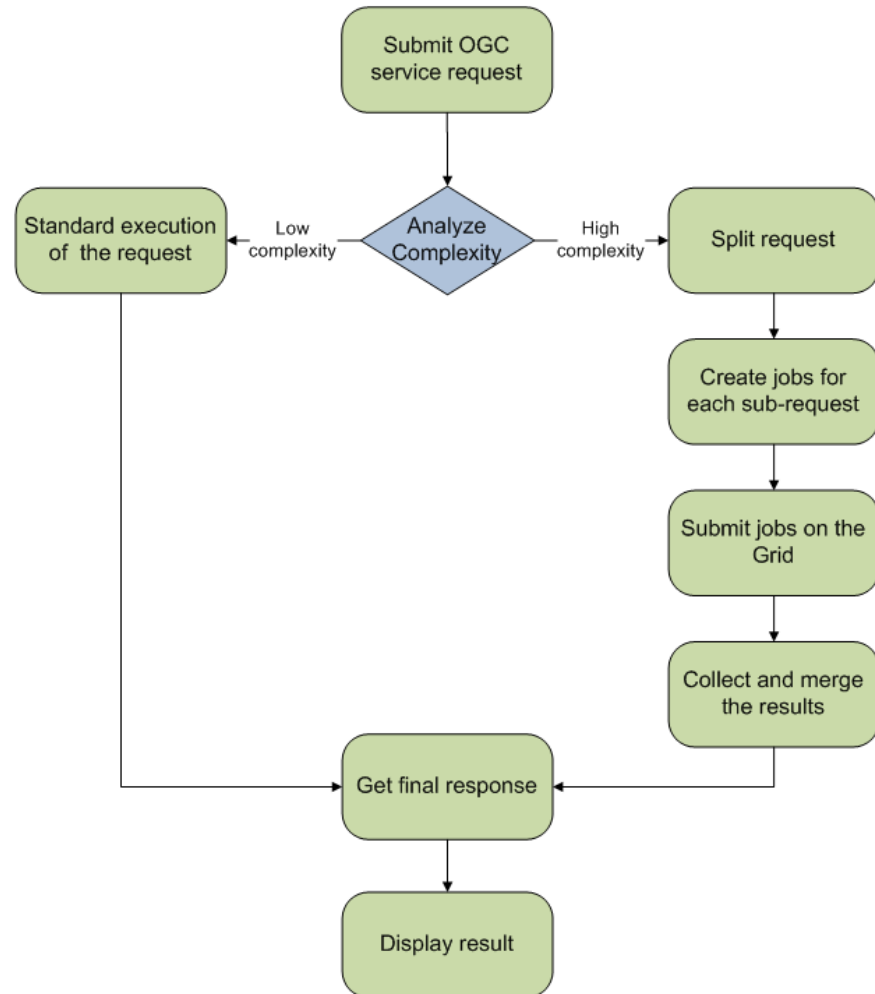 Submit OGC
service request
Analyze
Complexity
Low
complexity
High
complexity
Standard execution
of the request
Split request
Create jobs for
each sub-request
Submit jobs on the
Grid
Collect and merge
the results
Get final response
Display result